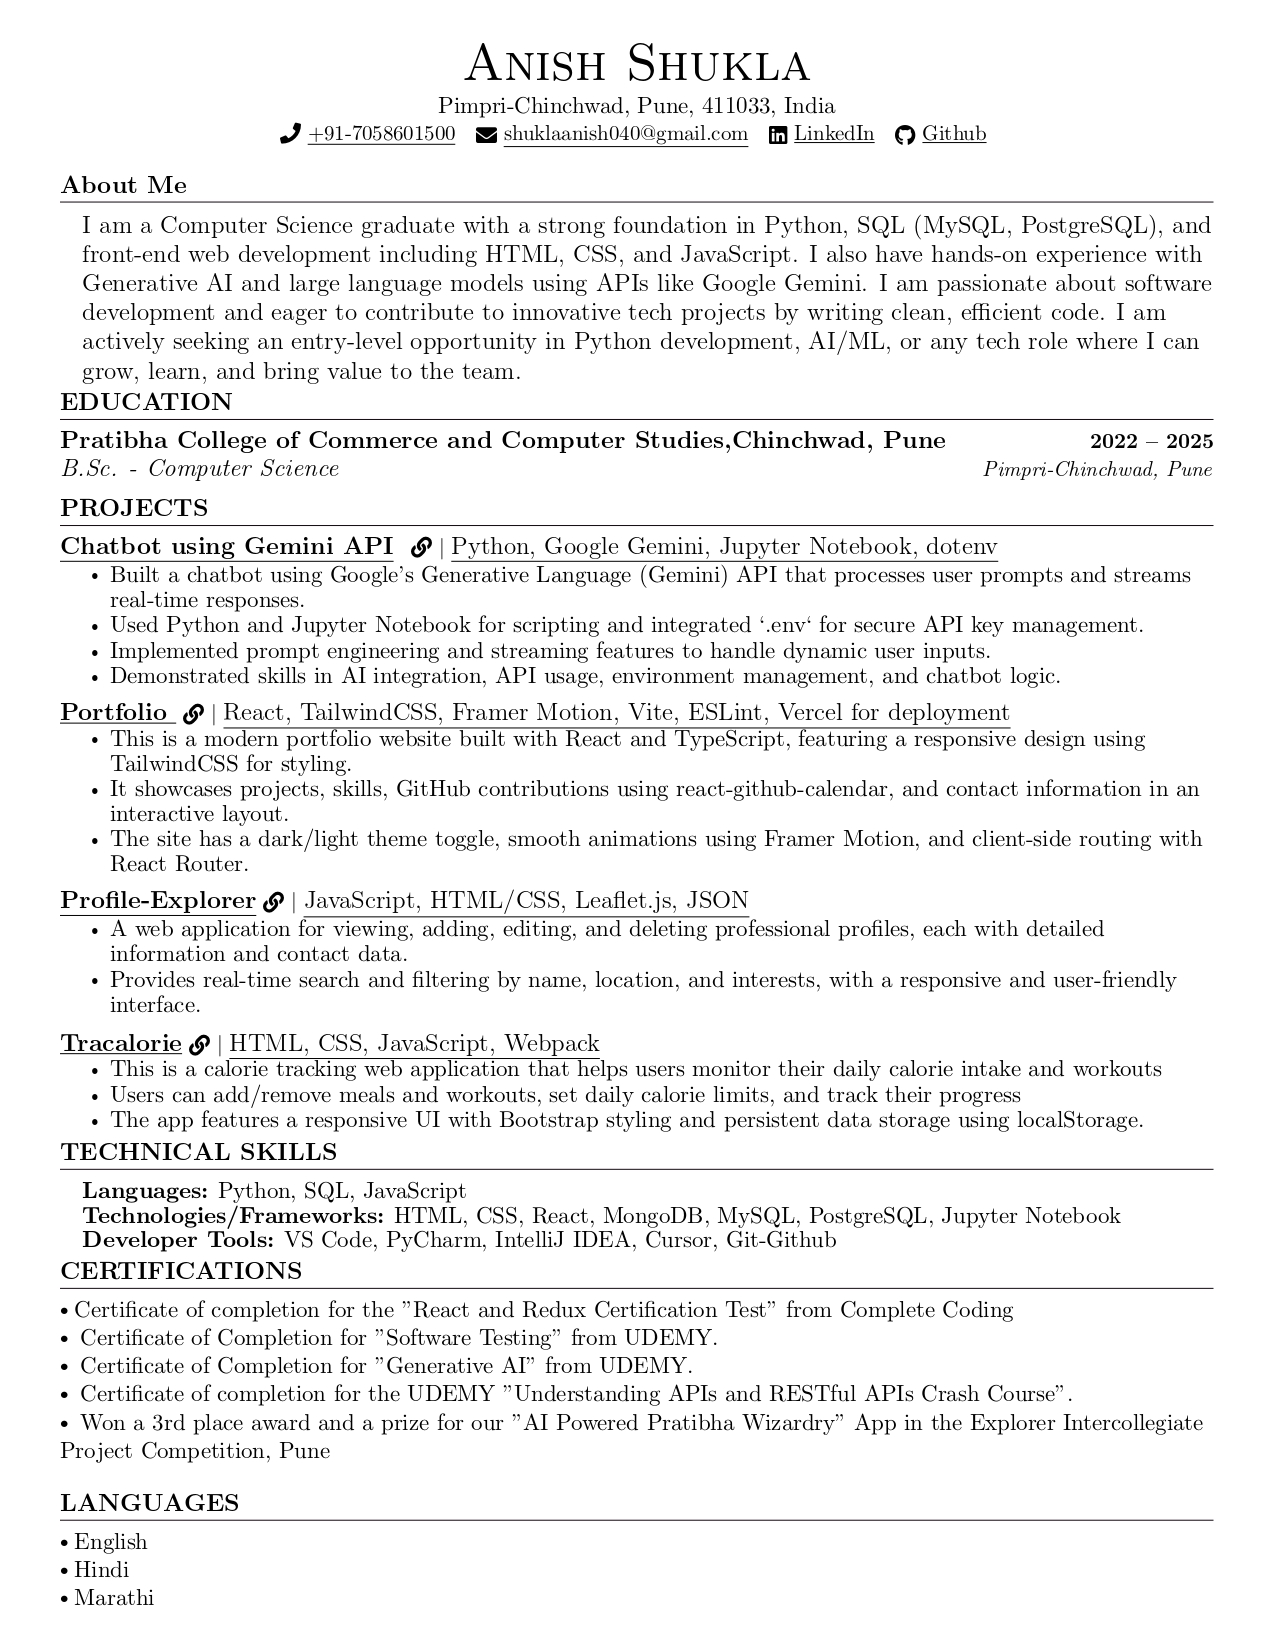 Anish Shukla
Pimpri-Chinchwad, Pune, 411033, India
+91-7058601500 shuklaanish040@gmail.com LinkedIn Github
About Me
I am a Computer Science graduate with a strong foundation in Python, SQL (MySQL, PostgreSQL), and
front-end web development including HTML, CSS, and JavaScript. I also have hands-on experience with
Generative AI and large language models using APIs like Google Gemini. I am passionate about software
development and eager to contribute to innovative tech projects by writing clean, efficient code. I am
actively seeking an entry-level opportunity in Python development, AI/ML, or any tech role where I can
grow, learn, and bring value to the team.
EDUCATION
Pratibha College of Commerce and Computer Studies,Chinchwad, Pune 2022 – 2025
B.Sc. - Computer Science Pimpri-Chinchwad, Pune
PROJECTS
Chatbot using Gemini API | Python, Google Gemini, Jupyter Notebook, dotenv
• Built a chatbot using Google's Generative Language (Gemini) API that processes user prompts and streams
real-time responses.
• Used Python and Jupyter Notebook for scripting and integrated ‘.env‘ for secure API key management.
• Implemented prompt engineering and streaming features to handle dynamic user inputs.
• Demonstrated skills in AI integration, API usage, environment management, and chatbot logic.
Portfolio | React, TailwindCSS, Framer Motion, Vite, ESLint, Vercel for deployment
• This is a modern portfolio website built with React and TypeScript, featuring a responsive design using
TailwindCSS for styling.
• It showcases projects, skills, GitHub contributions using react-github-calendar, and contact information in an
interactive layout.
• The site has a dark/light theme toggle, smooth animations using Framer Motion, and client-side routing with
React Router.
Profile-Explorer | JavaScript, HTML/CSS, Leaflet.js, JSON
• A web application for viewing, adding, editing, and deleting professional profiles, each with detailed
information and contact data.
• Provides real-time search and filtering by name, location, and interests, with a responsive and user-friendly
interface.
Tracalorie | HTML, CSS, JavaScript, Webpack
• This is a calorie tracking web application that helps users monitor their daily calorie intake and workouts
• Users can add/remove meals and workouts, set daily calorie limits, and track their progress
• The app features a responsive UI with Bootstrap styling and persistent data storage using localStorage.
TECHNICAL SKILLS
Languages: Python, SQL, JavaScript
Technologies/Frameworks: HTML, CSS, React, MongoDB, MySQL, PostgreSQL, Jupyter Notebook
Developer Tools: VS Code, PyCharm, IntelliJ IDEA, Cursor, Git-Github
CERTIFICATIONS
• Certificate of completion for the ”React and Redux Certification Test” from Complete Coding
• Certificate of Completion for ”Software Testing” from UDEMY.
• Certificate of Completion for ”Generative AI” from UDEMY.
• Certificate of completion for the UDEMY ”Understanding APIs and RESTful APIs Crash Course”.
• Won a 3rd place award and a prize for our ”AI Powered Pratibha Wizardry” App in the Explorer Intercollegiate
Project Competition, Pune
LANGUAGES
• English
• Hindi
• Marathi